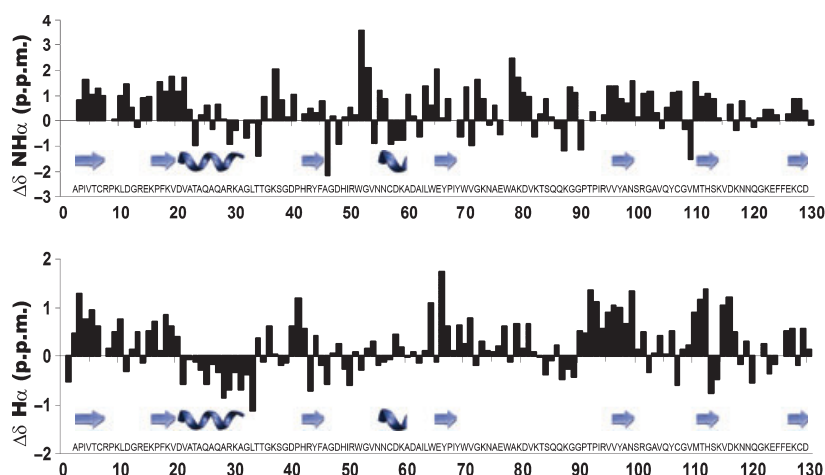 4
3
2
1
0
−1
−2
−3
Δδ NHα (p.p.m.)
APIVTCRPKLDGREKPFKVDVATAQAQARKAGLTTGKSGDPHRYFAGDHIRWGVNNCDKADAILWEYPIYWVGKNAEWAKDVKTSQQKGGPTPIRVVYANSRGAVQYCGVMTHSKVDKNNQGKEFFEKCD
0 10 20 30 40 50 60 70 80 90 100 110 120 130
2
1
0
−1
−2
Δδ Hα (p.p.m.)
APIVTCRPKLDGREKPFKVDVATAQAQARKAGLTTGKSGDPHRYFAGDHIRWGVNNCDKADAILWEYPIYWVGKNAEWAKDVKTSQQKGGPTPIRVVYANSRGAVQYCGVMTHSKVDKNNQGKEFFEKCD
0 10 20 30 40 50 60 70 80 90 100 110 120 130